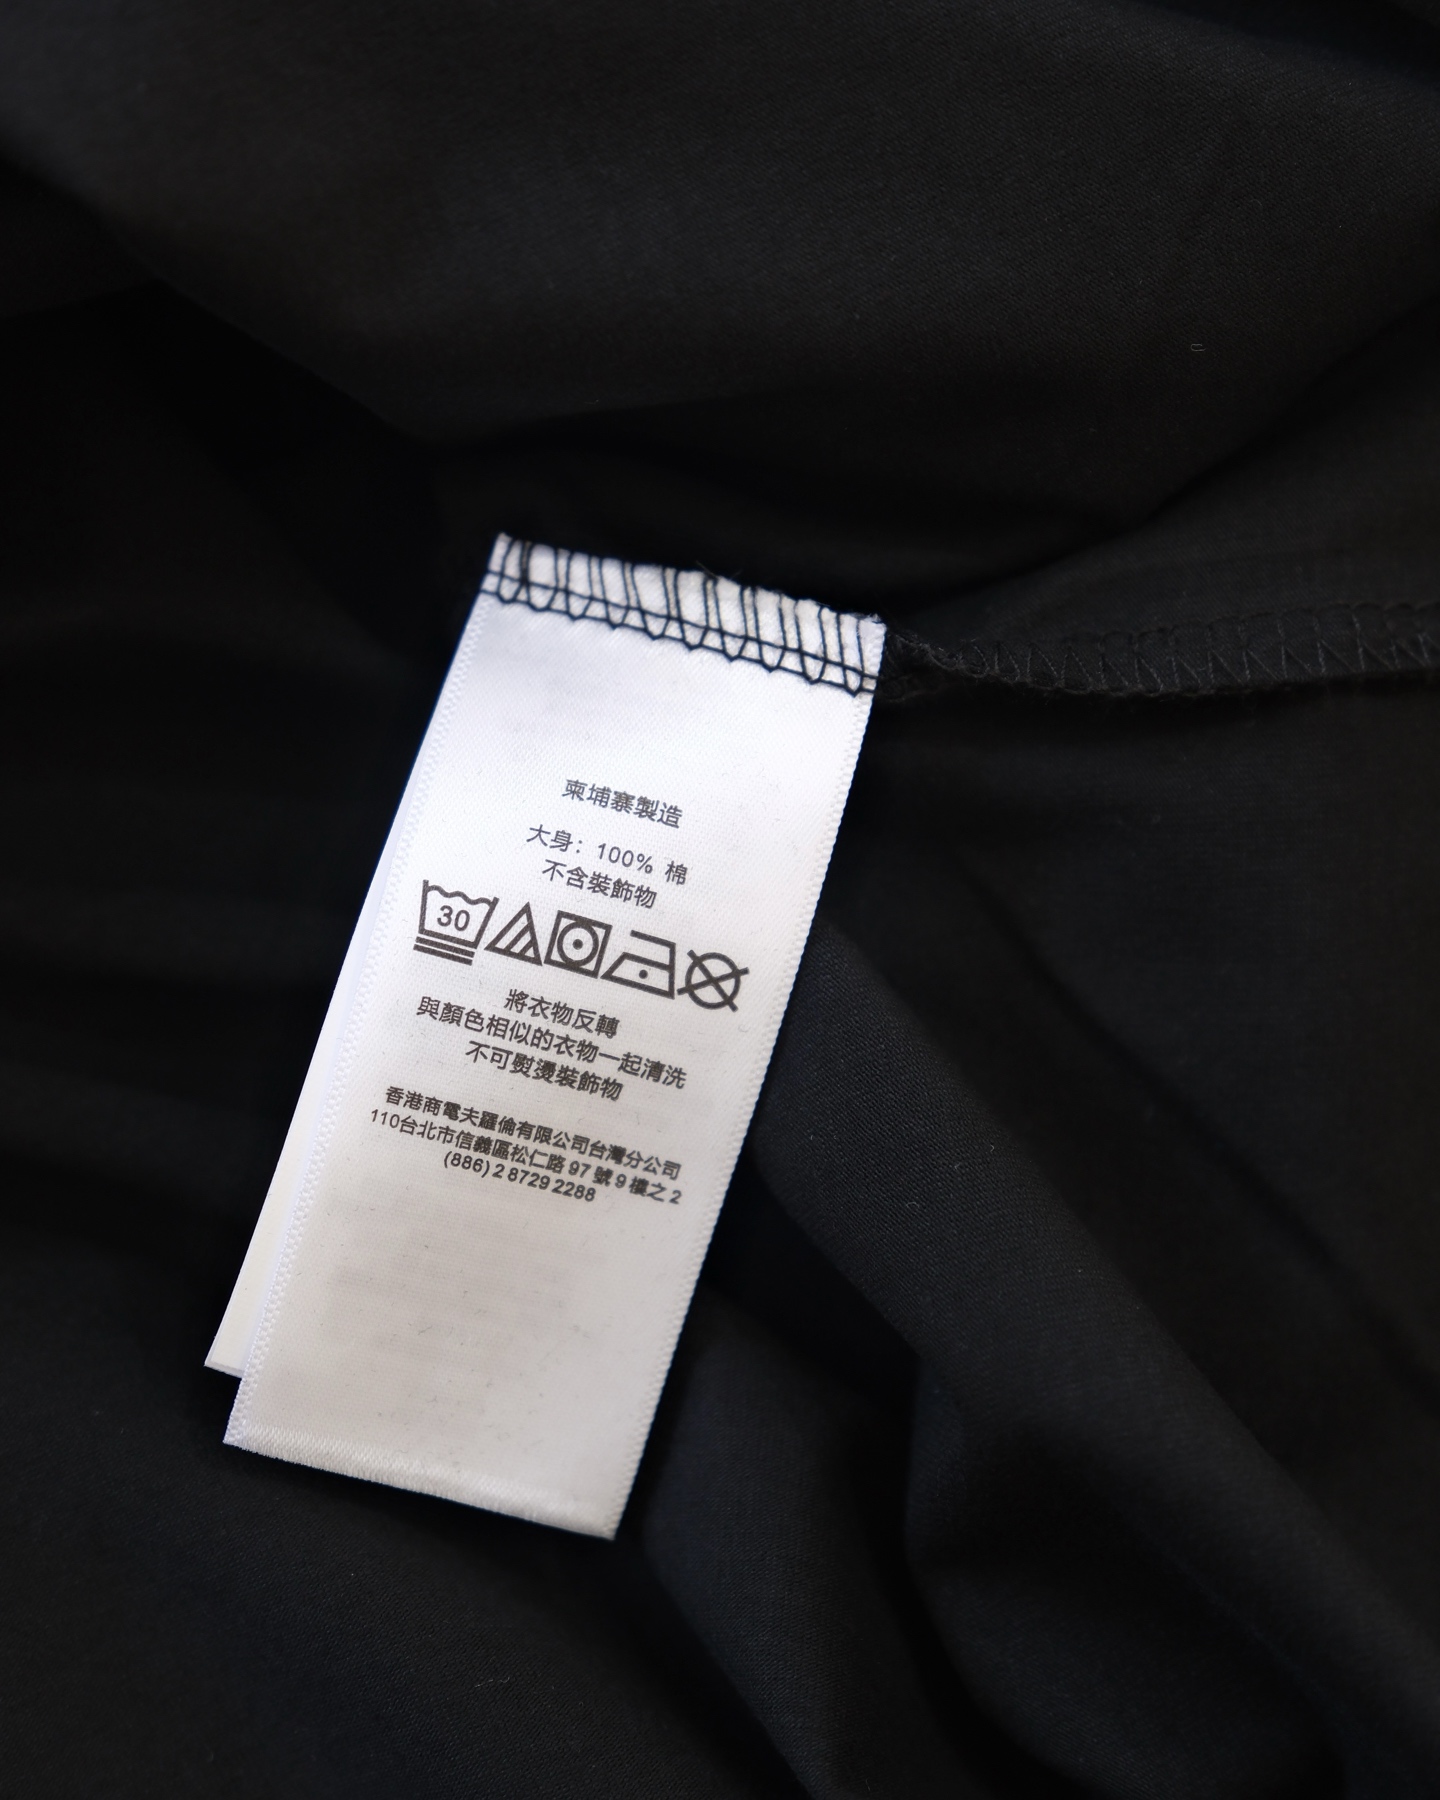 柬埔寨製造
大身: 100% 棉
不含裝飾物
30
將衣物反轉
與顏色相似的衣物一起清洗
不可熨燙裝飾物
香港商電夫羅倫有限公司台灣分公司
110台北市信義區松仁路 97 號 9 樓之 2
(886) 2 8729 2288